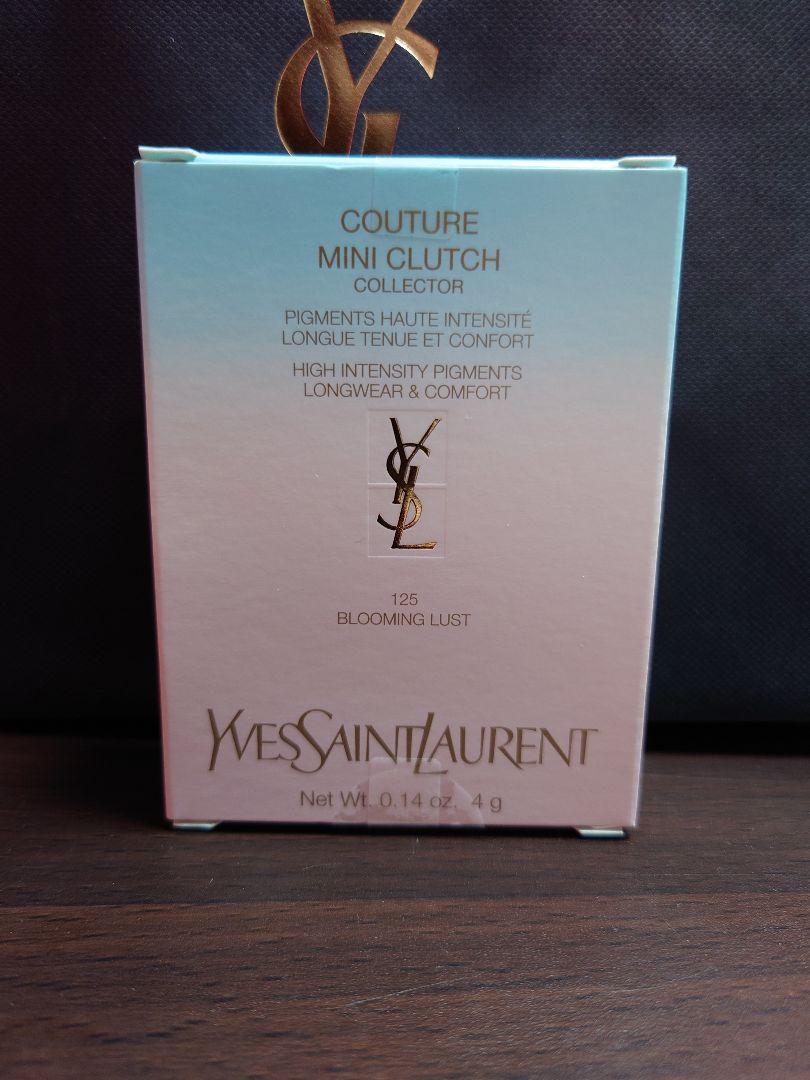 YSL
COUTURE
MINI CLUTCH
COLLECTOR
PIGMENTS HAUTE INTENSITÉ
LONGUE TENUE ET CONFORT
HIGH INTENSITY PIGMENTS
LONGWEAR & COMFORT
YSL
125
BLOOMING LUST
YVESSAINTLAURENT
Net Wt. 0.14 oz. 4 g